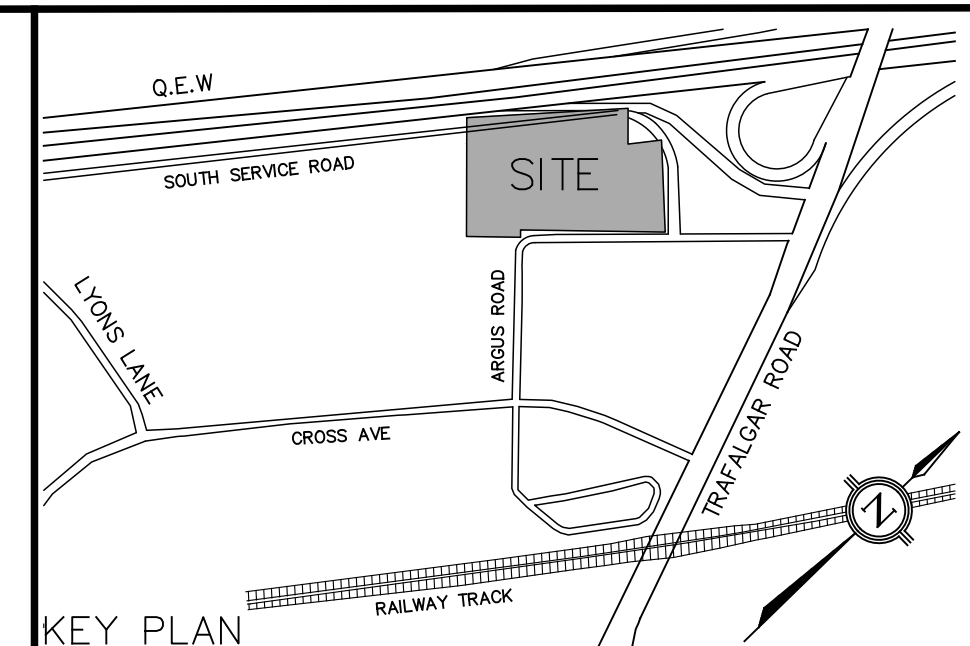 Q.E.W
SOUTH SERVICE ROAD
SITE
LYONS LANE
ARGUS ROAD
CROSS AVE
TRAFALGAR ROAD
N
RAILWAY TRACK
KEY PLAN